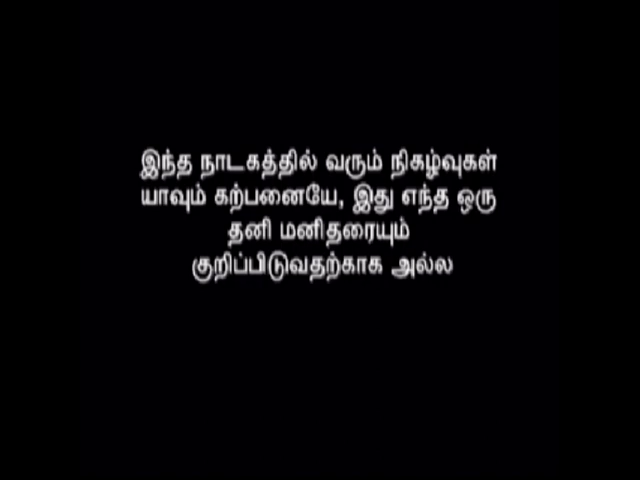 இந்த நாடகத்தில் வரும் நிகழ்வுகள்
யாவும் கற்பனையே, இது எந்த ஒரு
தனி மனிதரையும்
குறிப்பிடுவதற்காக அல்ல